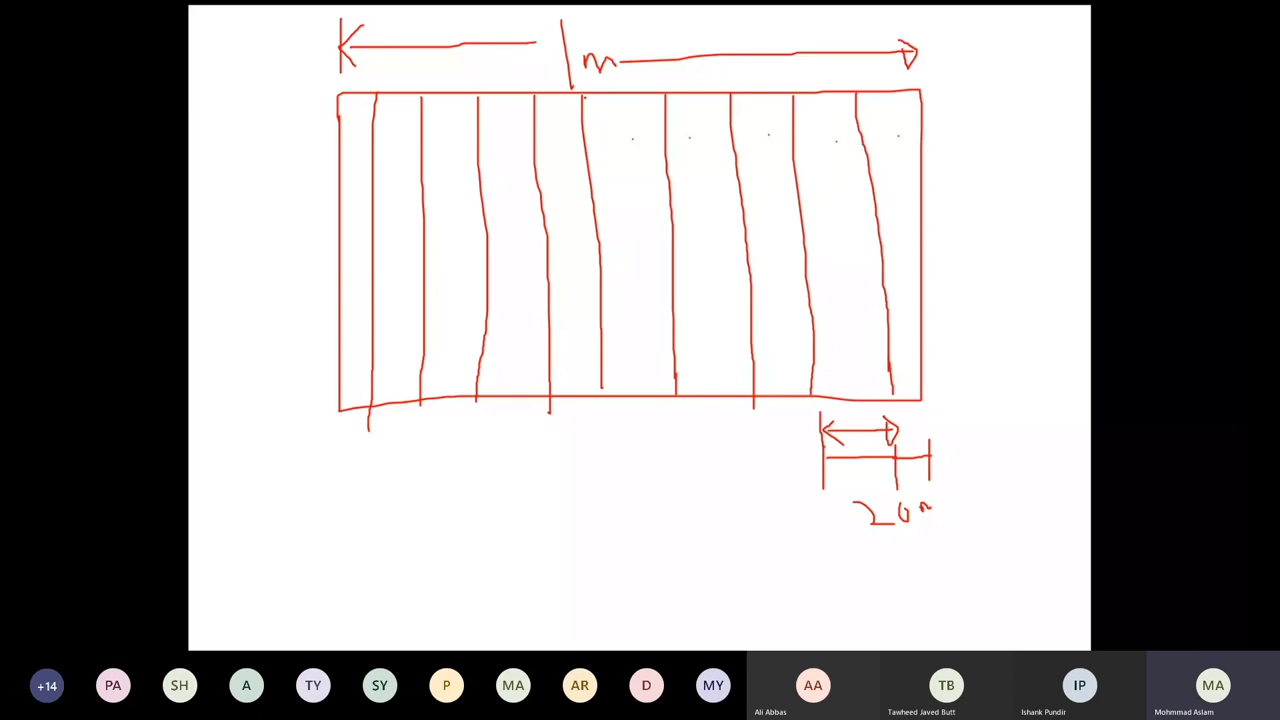 1 m
20 m
+14
PA
SH
A
TY
SY
P
MA
AR
D
MY
AA
Ali Abbas
TB
Tawheed Javed Butt
IP
Ishank Pundir
MA
Mohmmad Aslam